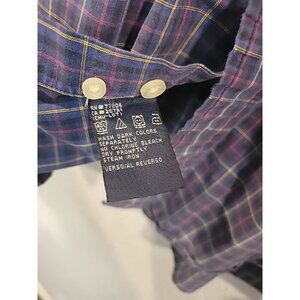 WASH DARK COLORS
SEPARATELY
NO CHLORINE BLEACH
DRY PROMPTLY
STEAM IRON
VERSO/AL REVERSO